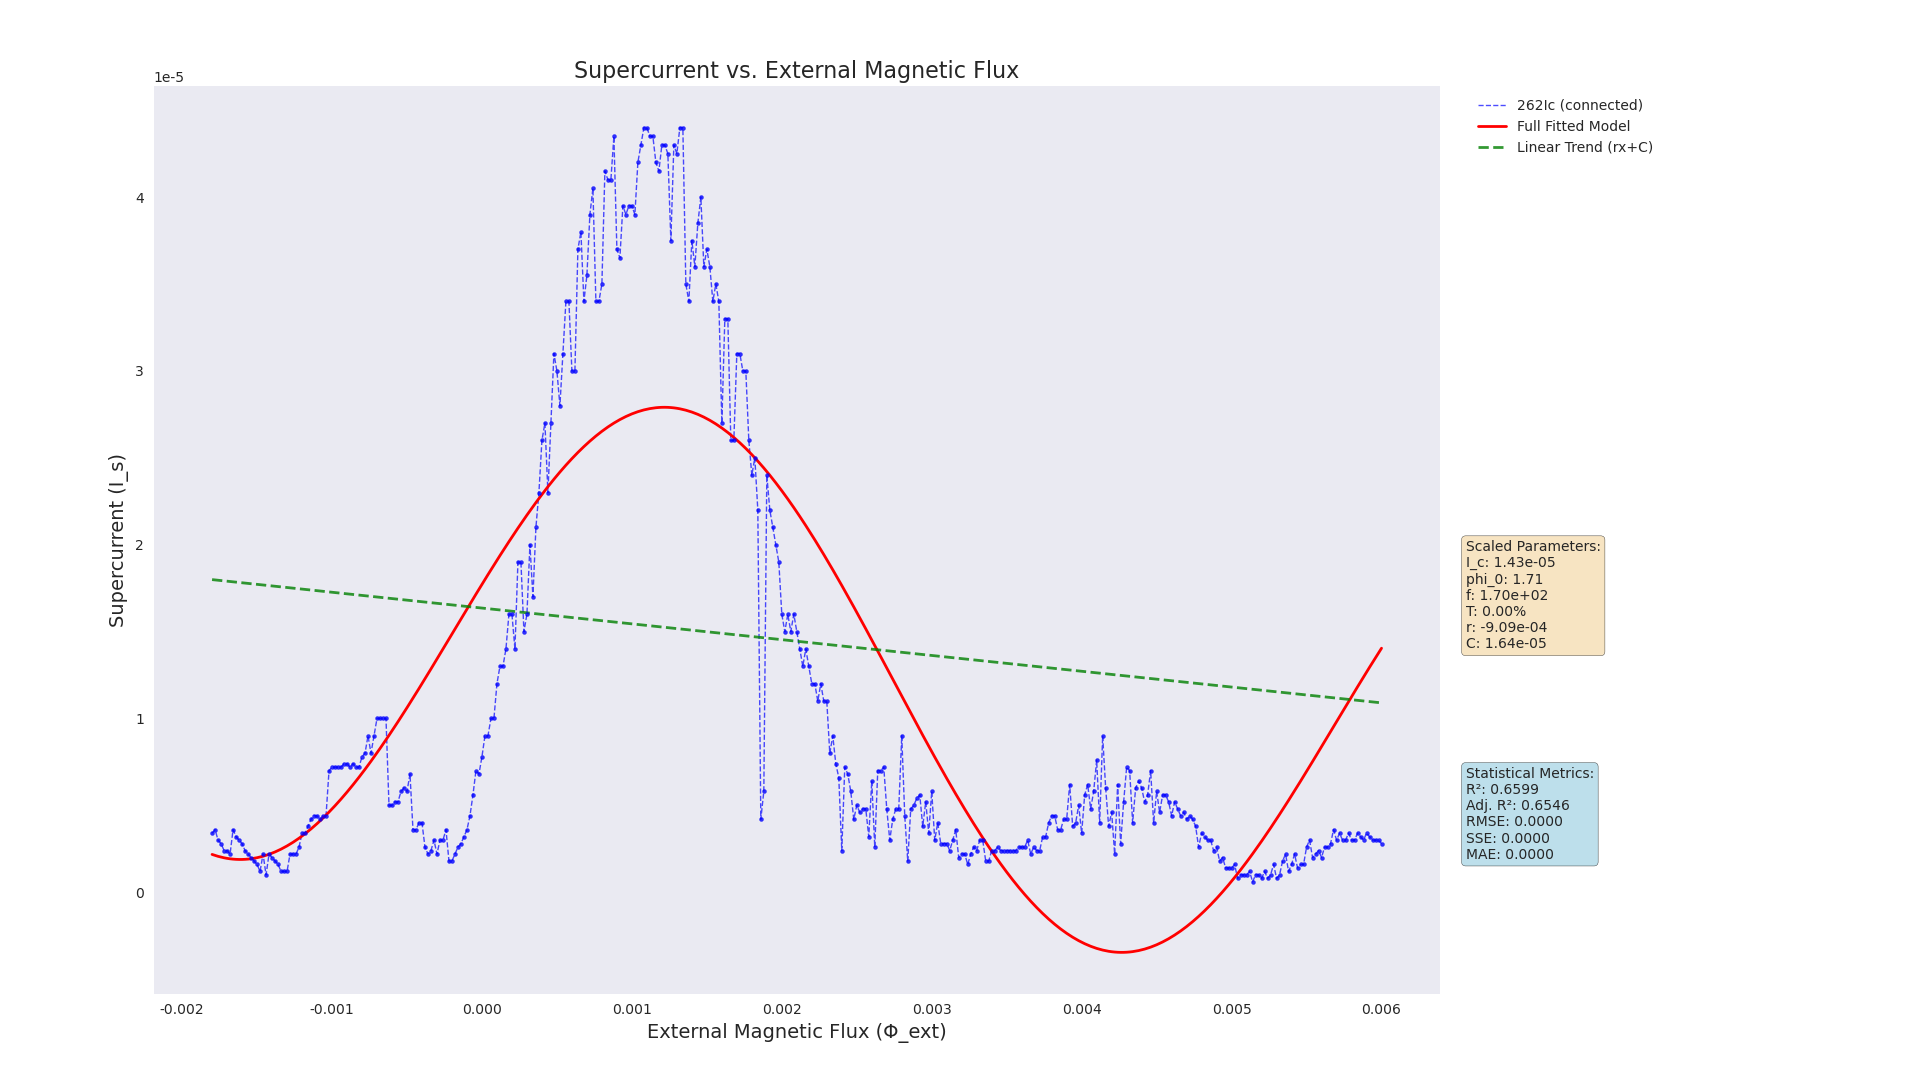 Supercurrent vs. External Magnetic Flux
1e-5
262Ic (connected)
Full Fitted Model
Linear Trend (rx+C)
4
3
2
1
0
Supercurrent (I_s)
Scaled Parameters:
I_c: 1.43e-05
phi_0: 1.71
f: 1.70e+02
T: 0.00%
r: -9.09e-04
C: 1.64e-05
Statistical Metrics:
R²: 0.6599
Adj. R²: 0.6546
RMSE: 0.0000
SSE: 0.0000
MAE: 0.0000
-0.002 -0.001 0.000 0.001 0.002 0.003 0.004 0.005 0.006
External Magnetic Flux (Φ_ext)